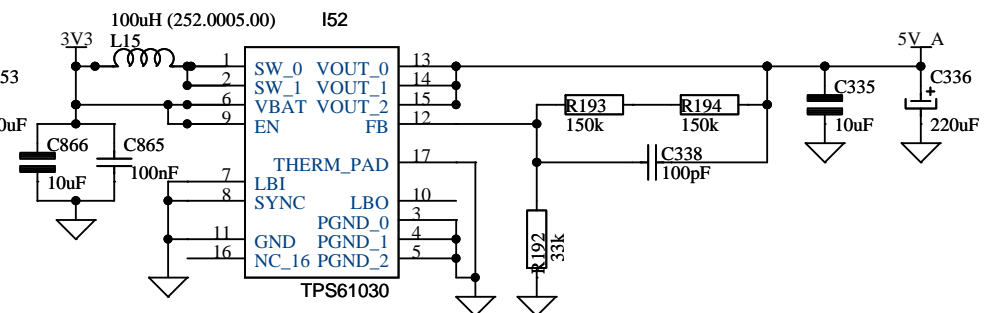 100uH (252.0005.00)
I52
3V3
L15
5V_A
1
SW_0
VOUT_0
13
2
SW_1
VOUT_1
14
6
VBAT
VOUT_2
15
9
EN
FB
12
53
0uF
C866
10uF
C865
100nF
THERM_PAD
17
7
LBI
8
SYNC
LBO
10
PGND_0
3
11
GND
PGND_1
4
16
NC_16
PGND_2
5
TPS61030
R193
150k
R194
150k
C338
100pF
R192
33k
C335
10uF
C336
+
220uF